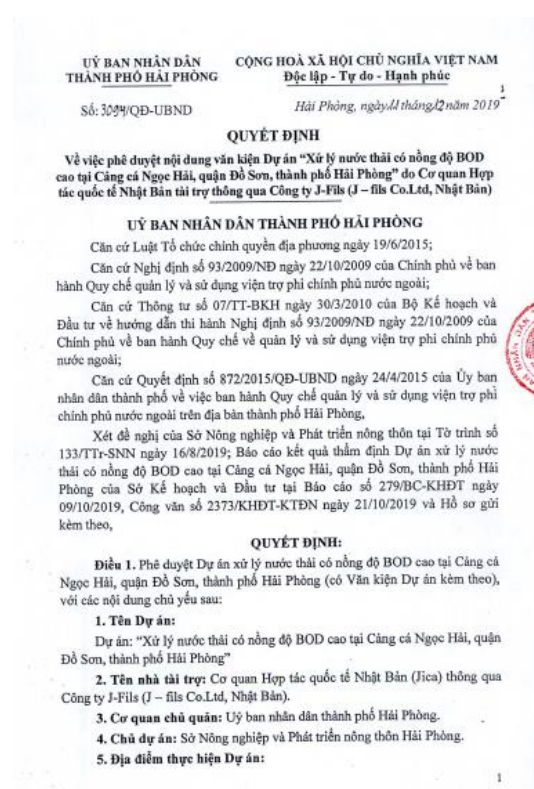 UỶ BAN NHÂN DÂN
THÀNH PHỐ HẢI PHÒNG
CỘNG HOÀ XÃ HỘI CHỦ NGHĨA VIỆT NAM
Độc lập - Tự do - Hạnh phúc
1
Số: 3094/QĐ-UBND
Hải Phòng, ngày 11 tháng 12 năm 2019
QUYẾT ĐỊNH
Về việc phê duyệt nội dung văn kiện Dự án “Xử lý nước thải có nồng độ BOD
cao tại Cảng cá Ngọc Hải, quận Đồ Sơn, thành phố Hải Phòng” do Cơ quan Hợp
tác quốc tế Nhật Bản tài trợ thông qua Công ty J-Fils (J – fils Co.Ltd, Nhật Bản)
UỶ BAN NHÂN DÂN THÀNH PHỐ HẢI PHÒNG
Căn cứ Luật Tổ chức chính quyền địa phương ngày 19/6/2015;
Căn cứ Nghị định số 93/2009/NĐ ngày 22/10/2009 của Chính phủ về ban
hành Quy chế quản lý và sử dụng viện trợ phi chính phủ nước ngoài;
Căn cứ Thông tư số 07/TT-BKH ngày 30/3/2010 của Bộ Kế hoạch và
Đầu tư về hướng dẫn thi hành Nghị định số 93/2009/NĐ ngày 22/10/2009 của
Chính phủ về ban hành Quy chế về quản lý và sử dụng viện trợ phi chính phủ
nước ngoài;
Căn cứ Quyết định số 872/2015/QĐ-UBND ngày 24/4/2015 của Ủy ban
nhân dân thành phố về việc ban hành Quy chế quản lý và sử dụng viện trợ phi
chính phủ nước ngoài trên địa bàn thành phố Hải Phòng,
Xét đề nghị của Sở Nông nghiệp và Phát triển nông thôn tại Tờ trình số
133/TTr-SNN ngày 16/8/2019; Báo cáo kết quả thẩm định Dự án xử lý nước
thải có nồng độ BOD cao tại Cảng cá Ngọc Hải, quận Đồ Sơn, thành phố Hải
Phòng của Sở Kế hoạch và Đầu tư tại Báo cáo số 279/BC-KHĐT ngày
09/10/2019, Công văn số 2373/KHĐT-KTĐN ngày 21/10/2019 và Hồ sơ gửi
kèm theo,
QUYẾT ĐỊNH:
Điều 1. Phê duyệt Dự án xử lý nước thải có nồng độ BOD cao tại Cảng cá
Ngọc Hải, quận Đồ Sơn, thành phố Hải Phòng (có Văn kiện Dự án kèm theo),
với các nội dung chủ yếu sau:
1. Tên Dự án:
Dự án: “Xử lý nước thải có nồng độ BOD cao tại Cảng cá Ngọc Hải, quận
Đồ Sơn, thành phố Hải Phòng”
2. Tên nhà tài trợ: Cơ quan Hợp tác quốc tế Nhật Bản (Jica) thông qua
Công ty J-Fils (J – fils Co.Ltd, Nhật Bản).
3. Cơ quan chủ quản: Uỷ ban nhân dân thành phố Hải Phòng.
4. Chủ dự án: Sở Nông nghiệp và Phát triển nông thôn Hải Phòng.
5. Địa điểm thực hiện Dự án:
1